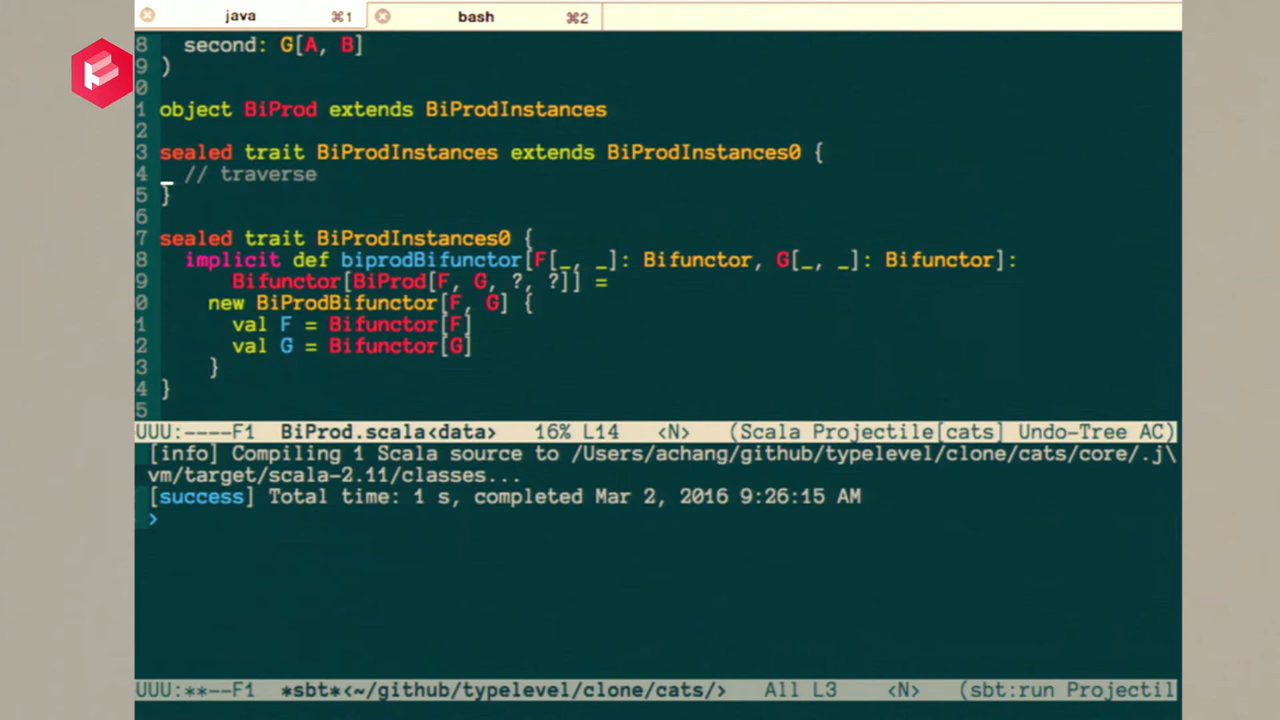 java ⌘1 bash ⌘2
8 second: G[A, B]
9 )
0
1 object BiProd extends BiProdInstances
2
3 sealed trait BiProdInstances extends BiProdInstances0 {
4 // traverse
5 }
6
7 sealed trait BiProdInstances0 {
8 implicit def biprodBifunctor[F[_, _]: Bifunctor, G[_, _]: Bifunctor]:
9 Bifunctor[BiProd[F, G, ?, ?]] =
0 new BiProdBifunctor[F, G] {
1 val F = Bifunctor[F]
2 val G = Bifunctor[G]
3 }
4 }
5
UUU:----F1 BiProd.scala<data> 16% L14 <N> (Scala Projectile[cats] Undo-Tree AC)
[info] Compiling 1 Scala source to /Users/achang/github/typelevel/clone/cats/core/.j\
vm/target/scala-2.11/classes...
[success] Total time: 1 s, completed Mar 2, 2016 9:26:15 AM
>
UUU:**--F1 *sbt*<~/github/typelevel/clone/cats/> All L3 <N> (sbt:run Projectil